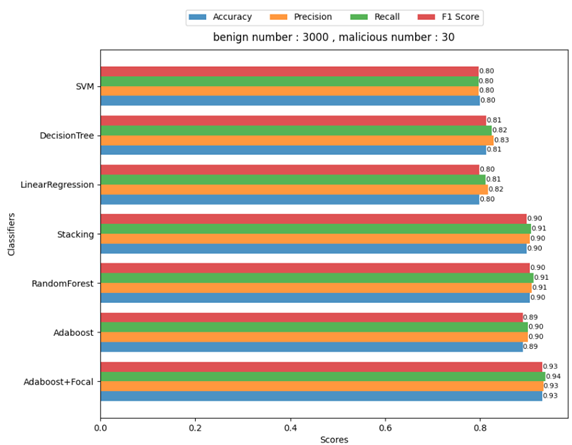 Accuracy Precision Recall F1 Score
benign number : 3000 , malicious number : 30
Classifiers
SVM
0.80
0.80
0.80
0.80
DecisionTree
0.81
0.82
0.83
0.81
LinearRegression
0.80
0.81
0.82
0.80
Stacking
0.90
0.91
0.90
0.90
RandomForest
0.90
0.91
0.91
0.90
Adaboost
0.89
0.90
0.90
0.89
Adaboost+Focal
0.93
0.94
0.93
0.93
0.0 0.2 0.4 0.6 0.8
Scores